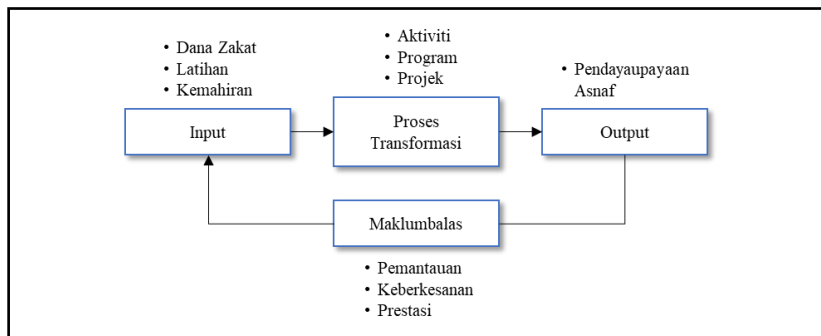 • Dana Zakat
• Latihan
• Kemahiran
Input
• Aktiviti
• Program
• Projek
Proses
Transformasi
• Pendayaupayaan
Asnaf
Output
Maklumbalas
• Pemantauan
• Keberkesanan
• Prestasi